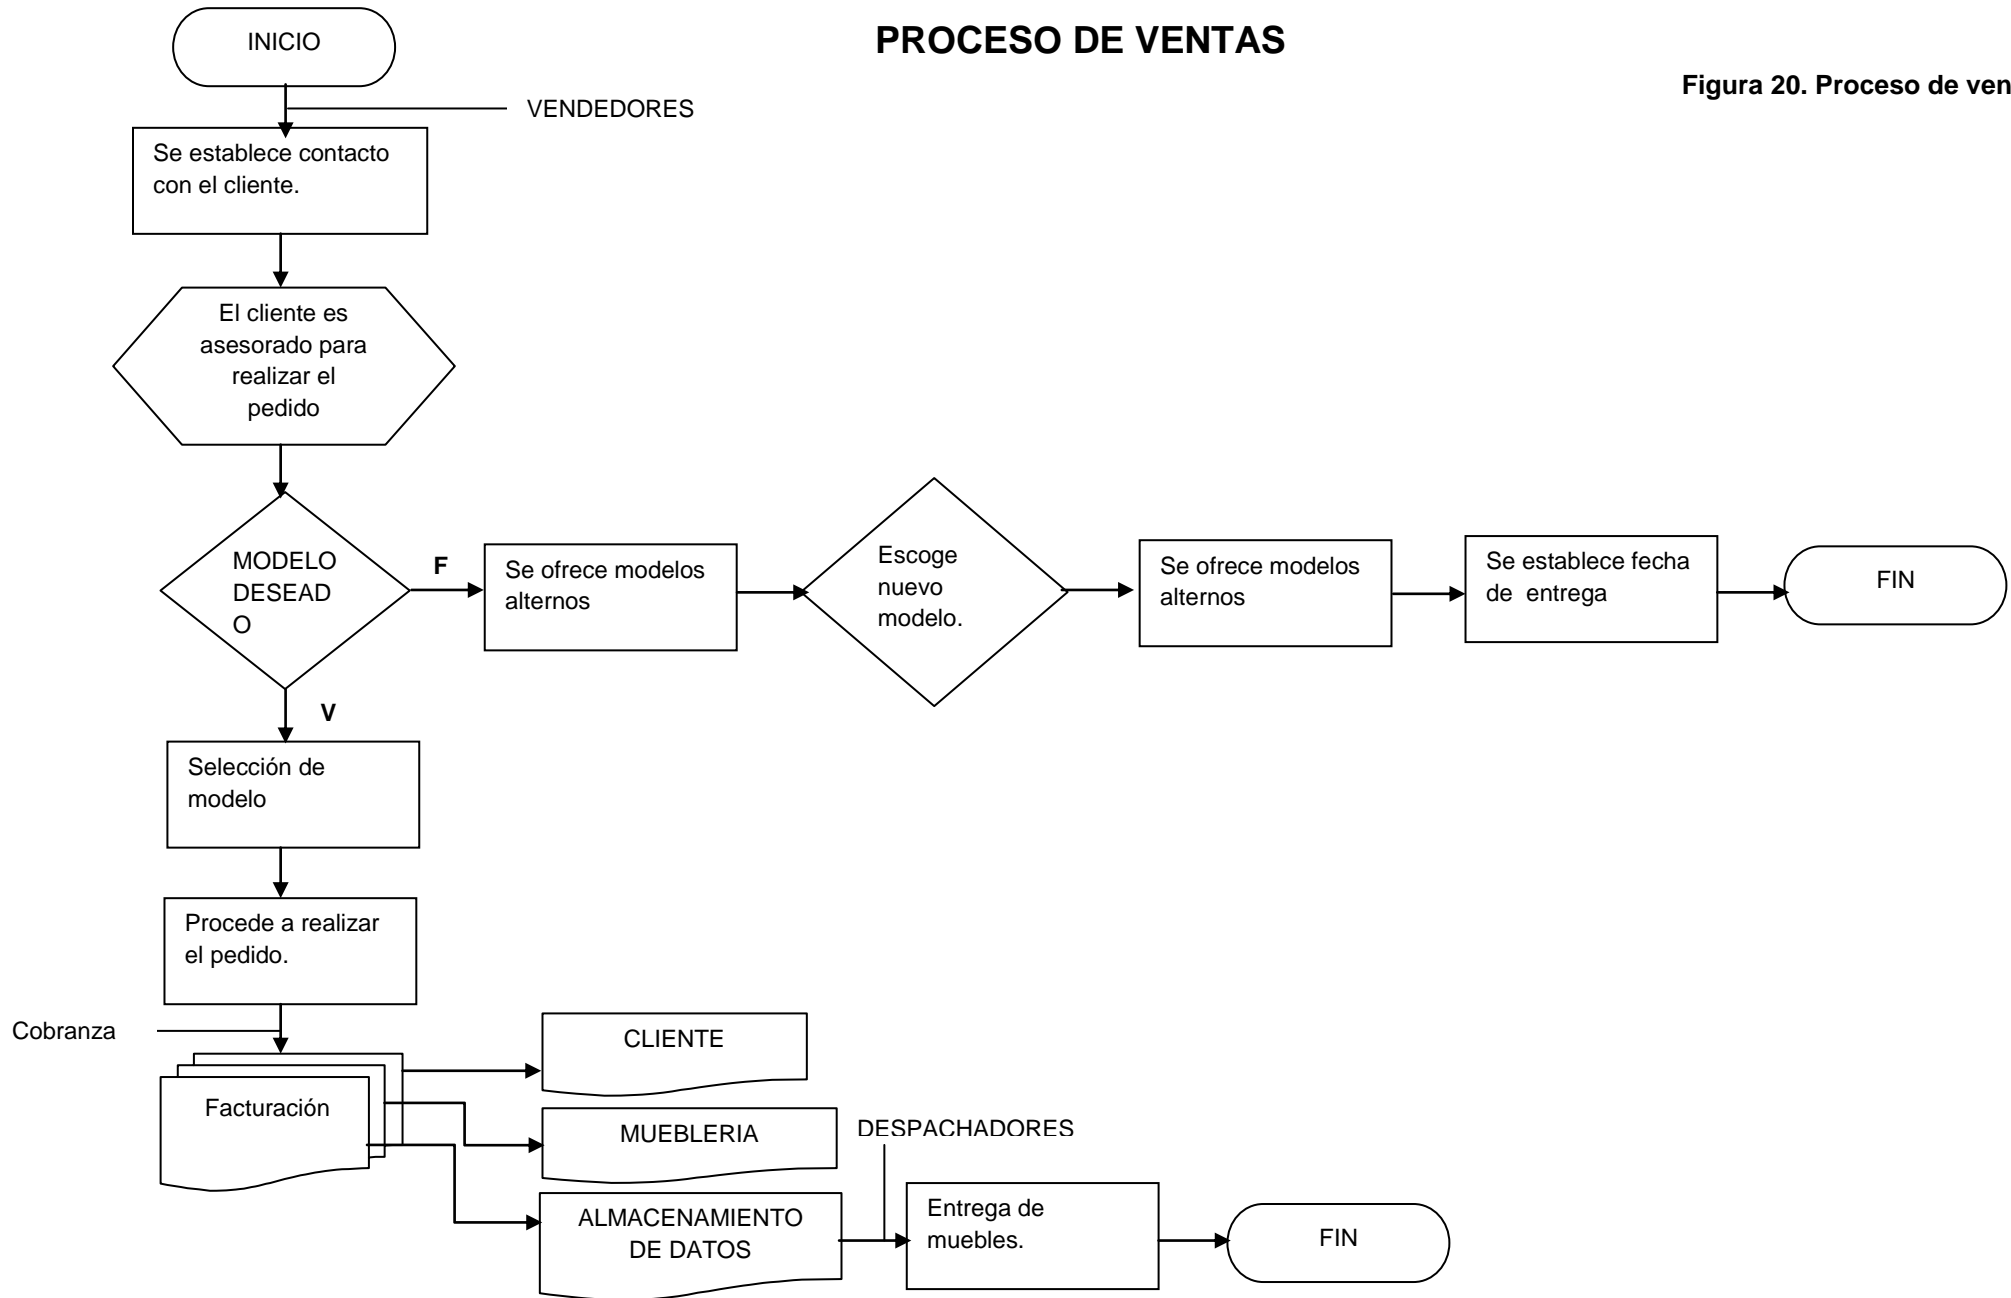 INICIO
PROCESO DE VENTAS
Figura 20. Proceso de ven
VENDEDORES
Se establece contacto
con el cliente.
El cliente es
asesorado para
realizar el
pedido
MODELO
DESEAD
O
F
Se ofrece modelos
alternos
Escoge
nuevo
modelo.
Se ofrece modelos
alternos
Se establece fecha
de entrega
FIN
V
Selección de
modelo
Procede a realizar
el pedido.
Cobranza
Facturación
CLIENTE
MUEBLERIA
DESPACHADORES
ALMACENAMIENTO
DE DATOS
Entrega de
muebles.
FIN